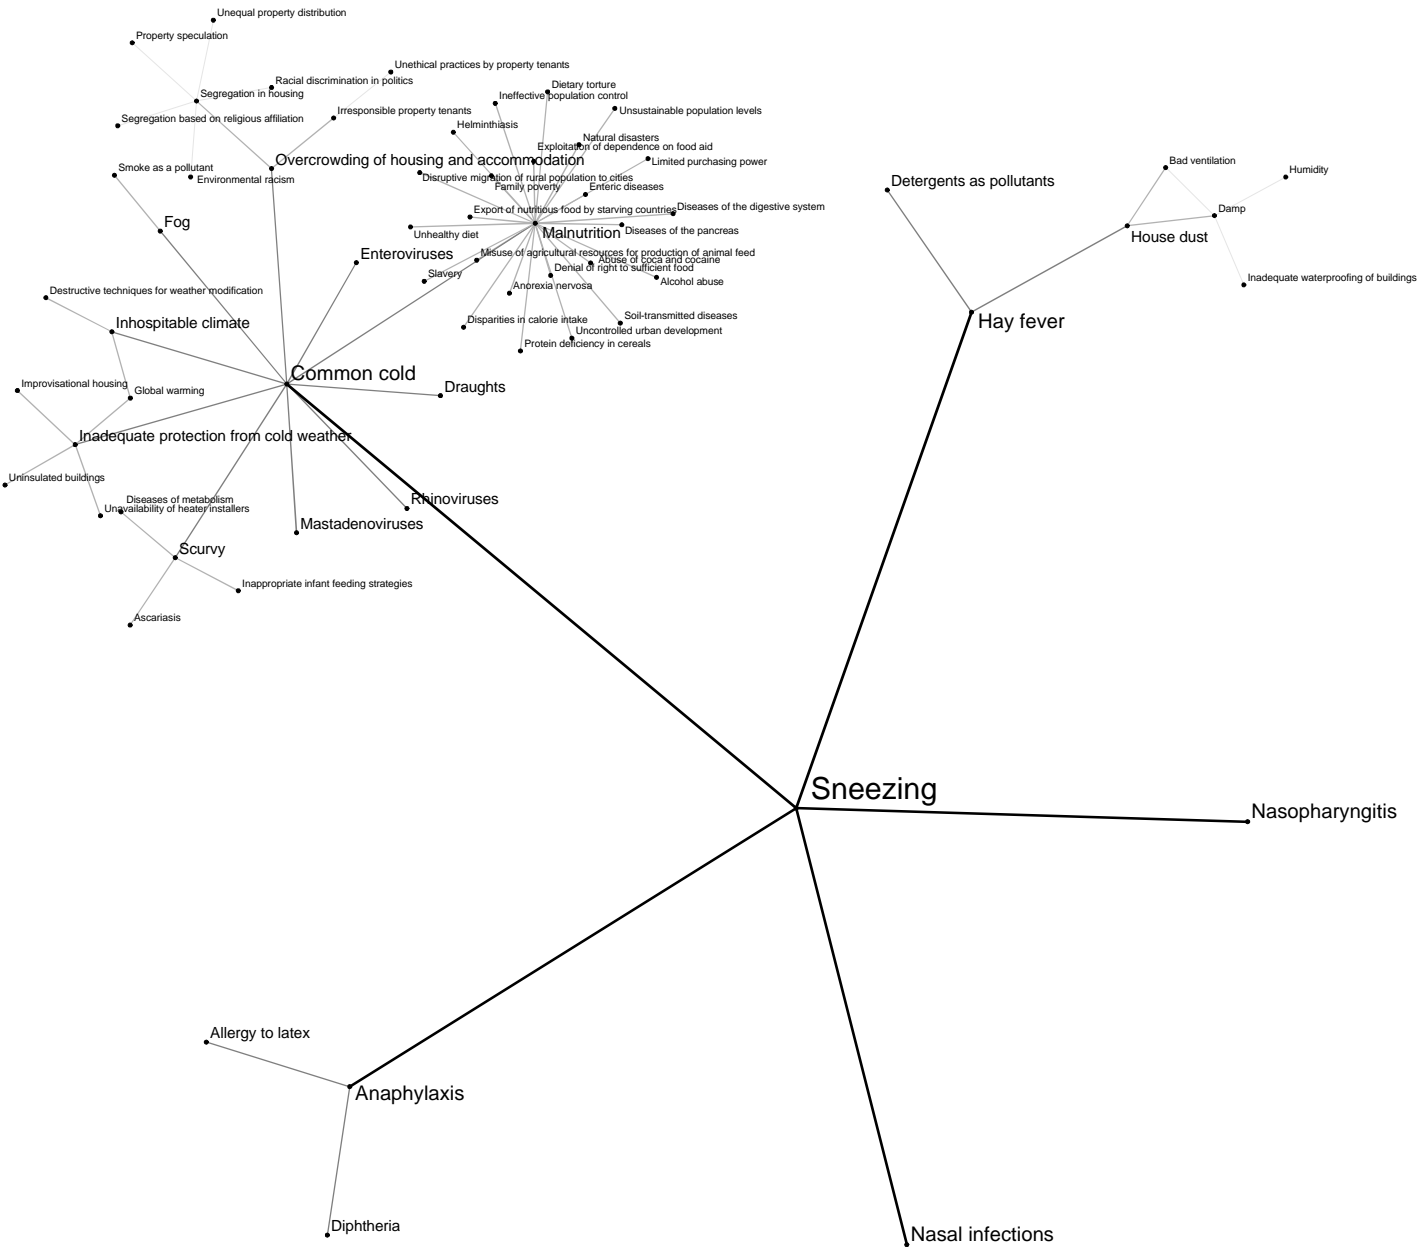 Unequal property distribution
Property speculation
Unethical practices by property tenants
Racial discrimination in politics
Segregation in housing
Dietary torture
Ineffective population control
Irresponsible property tenants
Unsustainable population levels
Segregation based on religious affiliation
Helminthiasis
Natural disasters
Exploitation of dependence on food aid
Overcrowding of housing and accommodation
Limited purchasing power
Bad ventilation
Smoke as a pollutant
Humidity
Environmental racism
Disruptive migration of rural population to cities
Family poverty
Enteric diseases
Detergents as pollutants
Diseases of the digestive system
Export of nutritious food by starving countries
Damp
Fog
Unhealthy diet
Malnutrition
Diseases of the pancreas
House dust
Enteroviruses
Misuse of agricultural resources for production of animal feed
Abuse of coca and cocaine
Denial of right to sufficient food
Slavery
Alcohol abuse
Inadequate waterproofing of buildings
Anorexia nervosa
Destructive techniques for weather modification
Soil-transmitted diseases
Disparities in calorie intake
Inhospitable climate
Uncontrolled urban development
Hay fever
Protein deficiency in cereals
Common cold
Improvisational housing
Global warming
Draughts
Inadequate protection from cold weather
Uninsulated buildings
Diseases of metabolism
Rhinoviruses
Unavailability of heater installers
Mastadenoviruses
Scurvy
Inappropriate infant feeding strategies
Ascariasis
Sneezing
Nasopharyngitis
Allergy to latex
Anaphylaxis
Diphtheria
Nasal infections